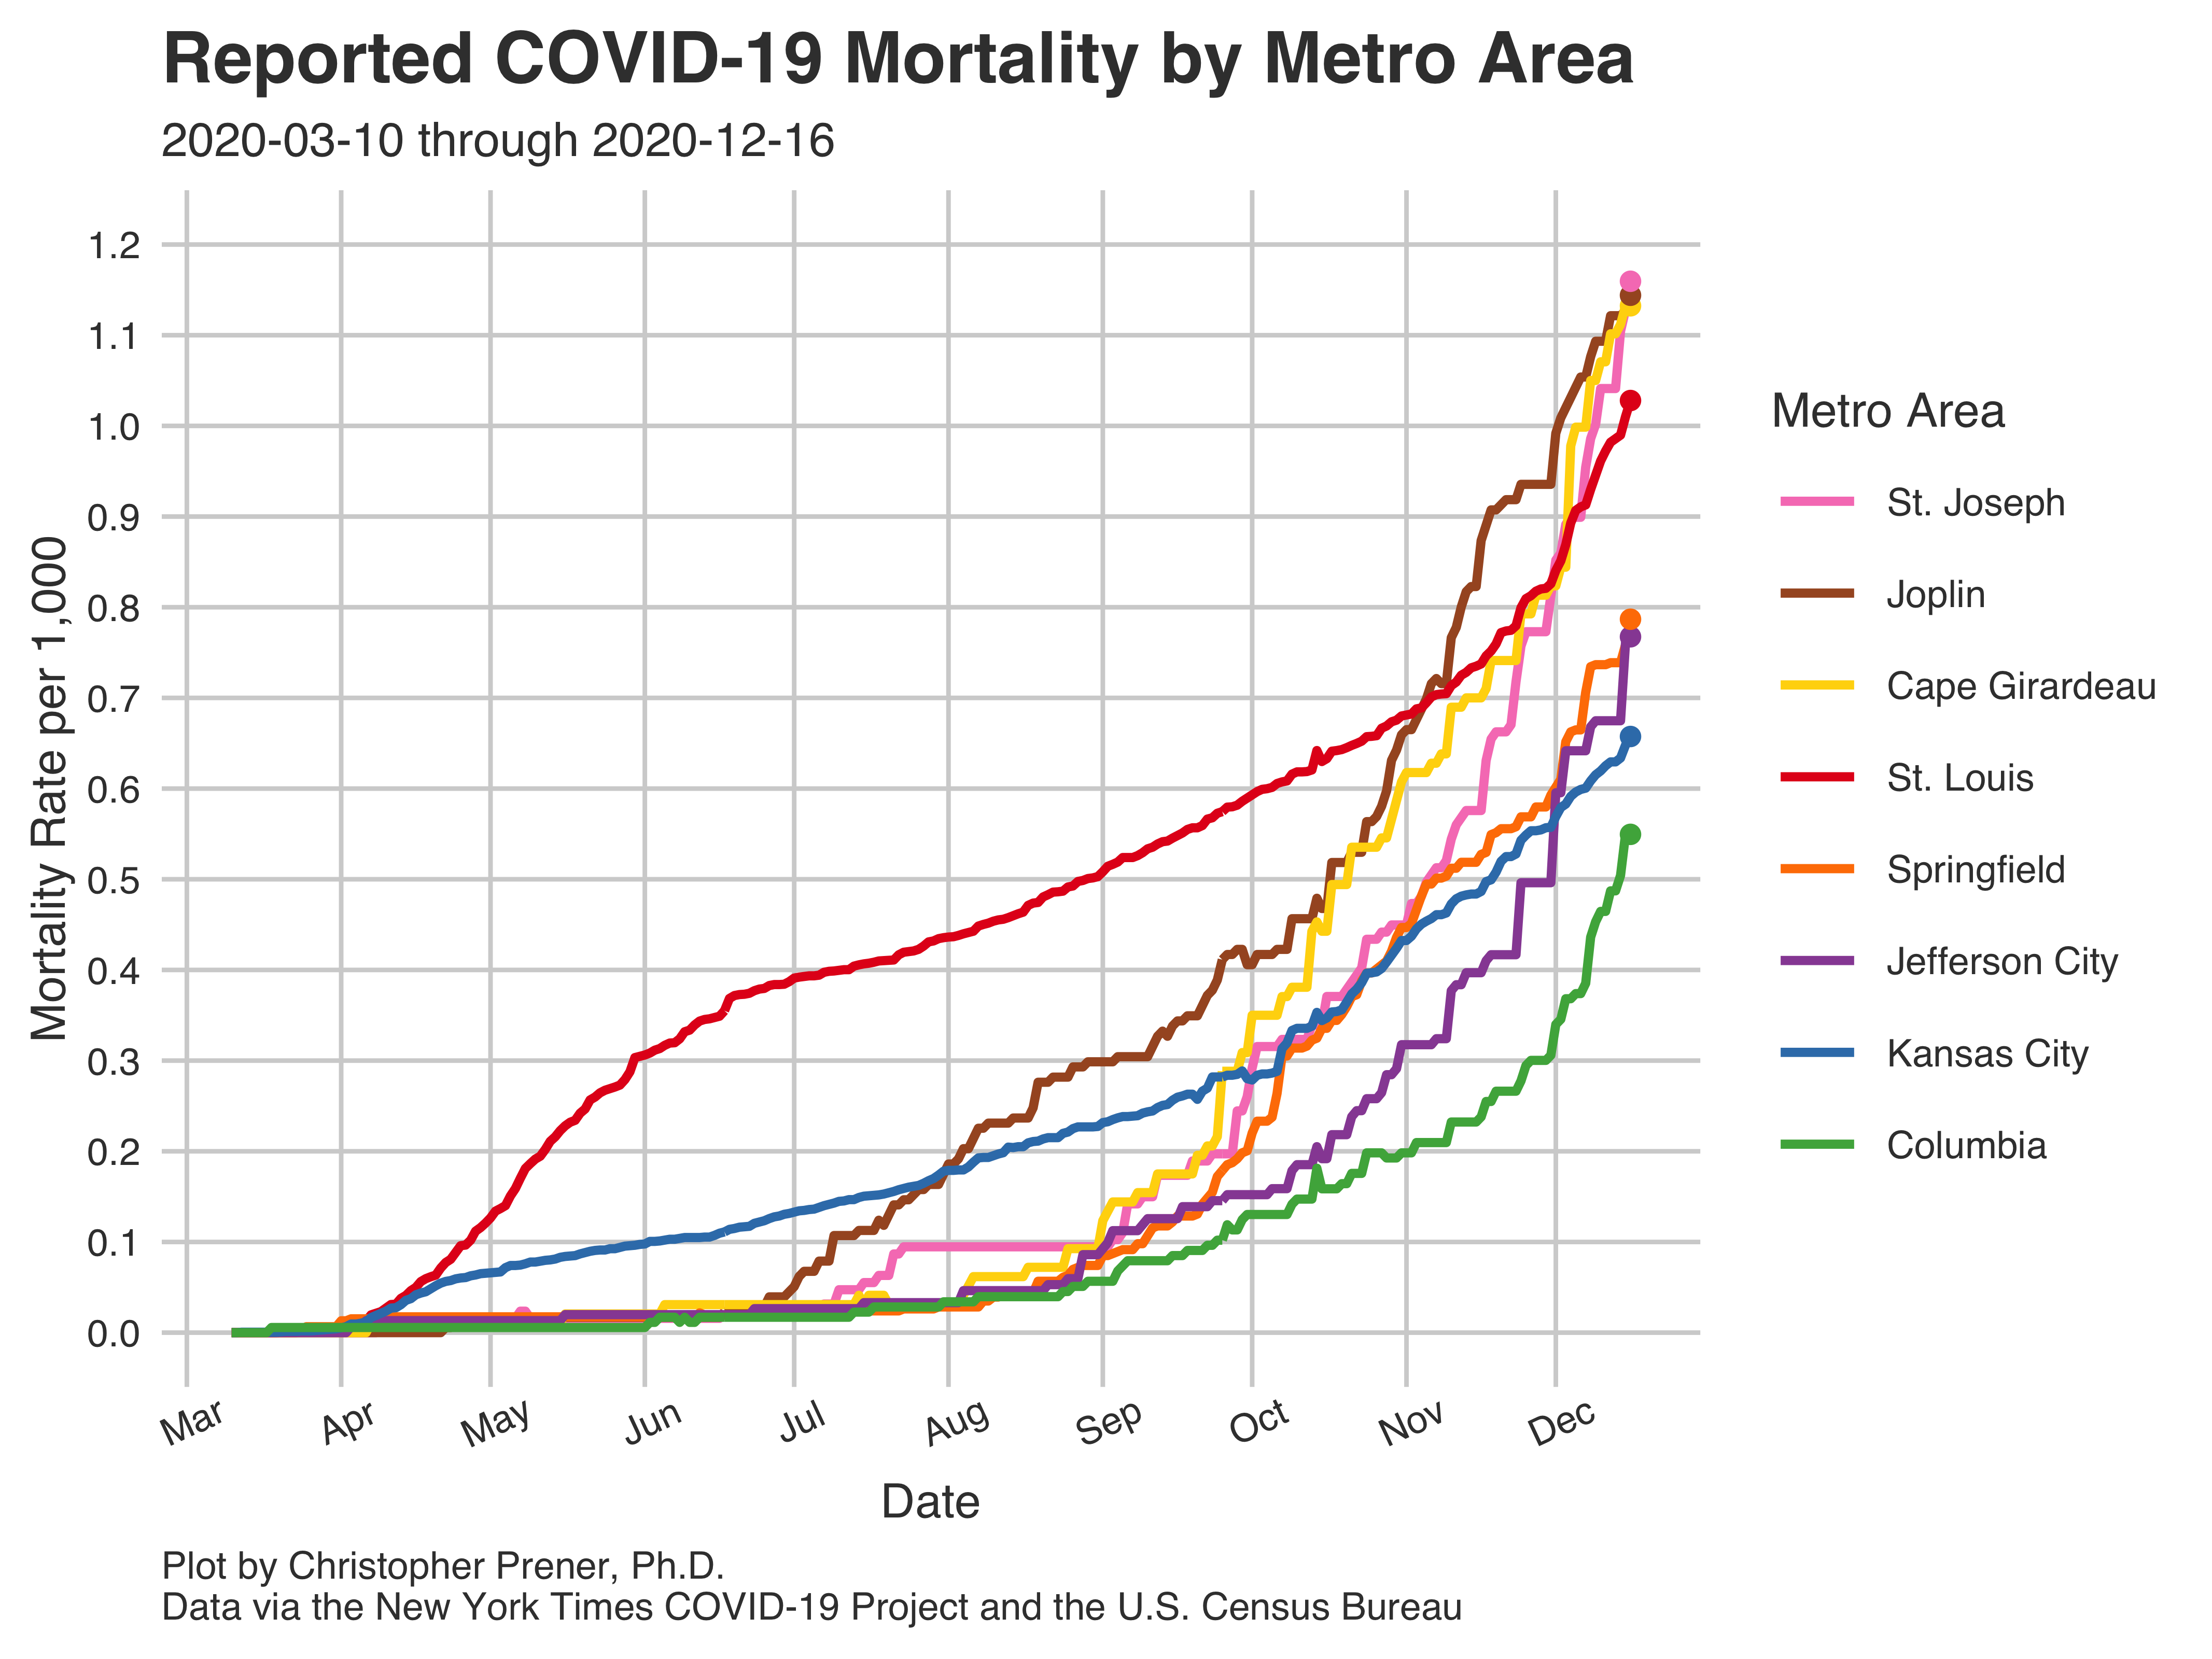 Reported COVID-19 Mortality by Metro Area
2020-03-10 through 2020-12-16
Mortality Rate per 1,000
1.2
1.1
1.0
0.9
0.8
0.7
0.6
0.5
0.4
0.3
0.2
0.1
0.0
Mar
Apr
May
Jun
Jul
Aug
Sep
Oct
Nov
Dec
Date
Metro Area
St. Joseph
Joplin
Cape Girardeau
St. Louis
Springfield
Jefferson City
Kansas City
Columbia
Plot by Christopher Prener, Ph.D.
Data via the New York Times COVID-19 Project and the U.S. Census Bureau